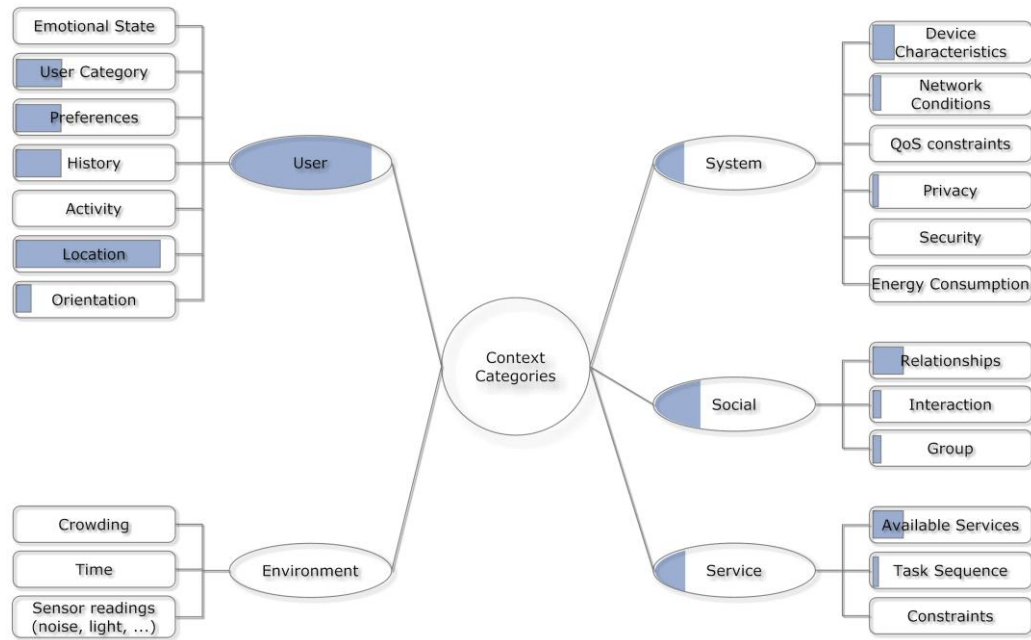 Emotional State
User Category
Preferences
History
Activity
Location
Orientation
User
Crowding
Time
Sensor readings
(noise, light, ...)
Environment
Context
Categories
System
Device
Characteristics
Network
Conditions
QoS constraints
Privacy
Security
Energy Consumption
Social
Relationships
Interaction
Group
Service
Available Services
Task Sequence
Constraints